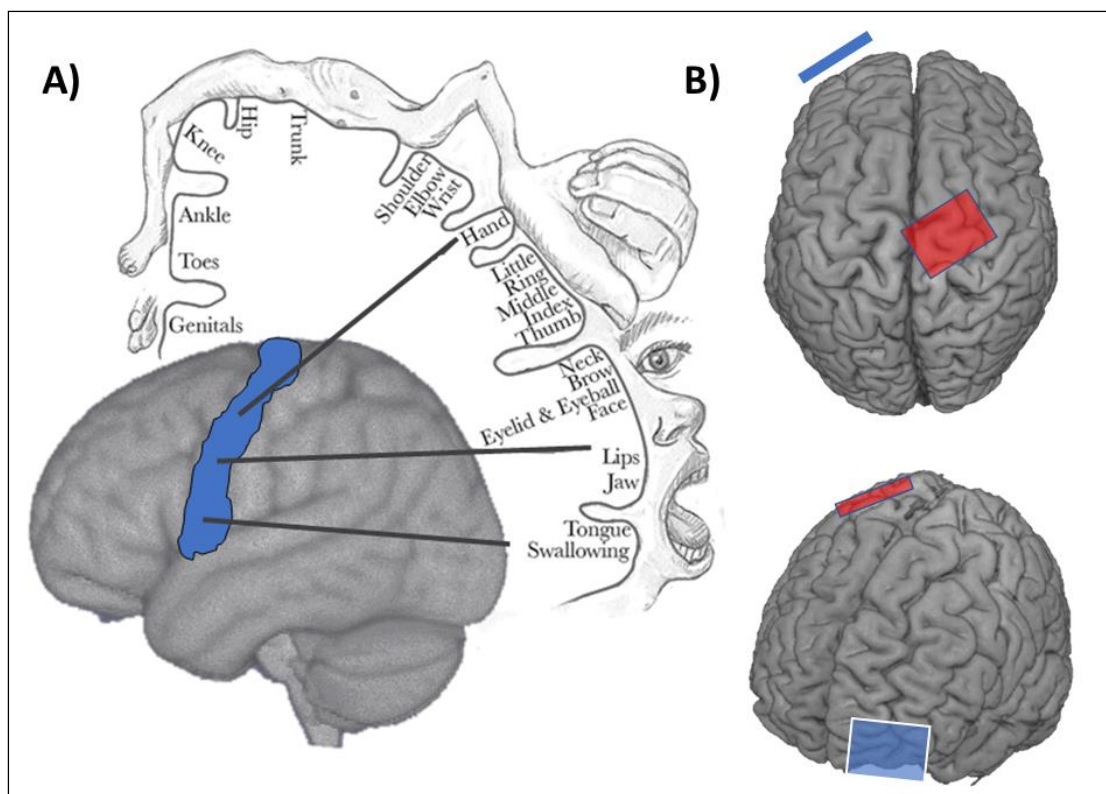 A)
B)
Knee
Hip
Trunk
Shoulder
Elbow
Wrist
Hand
Little
Ring
Middle
Index
Thumb
Neck
Brow
Eyelid & Eyeball
Face
Lips
Jaw
Tongue
Swallowing
Ankle
Toes
Genitals